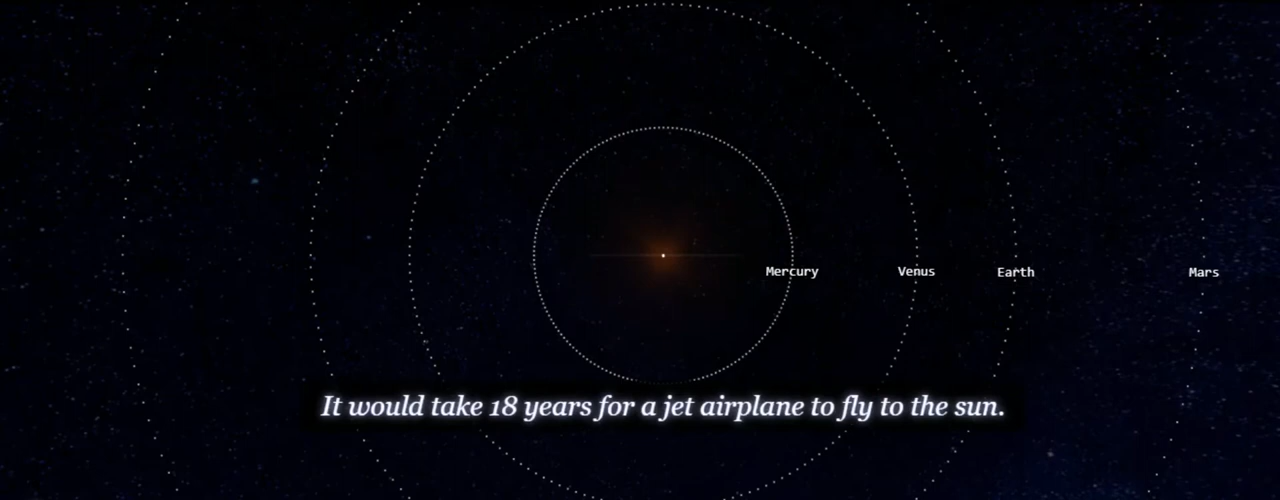 Mercury Venus Earth Mars
It would take 18 years for a jet airplane to fly to the sun.